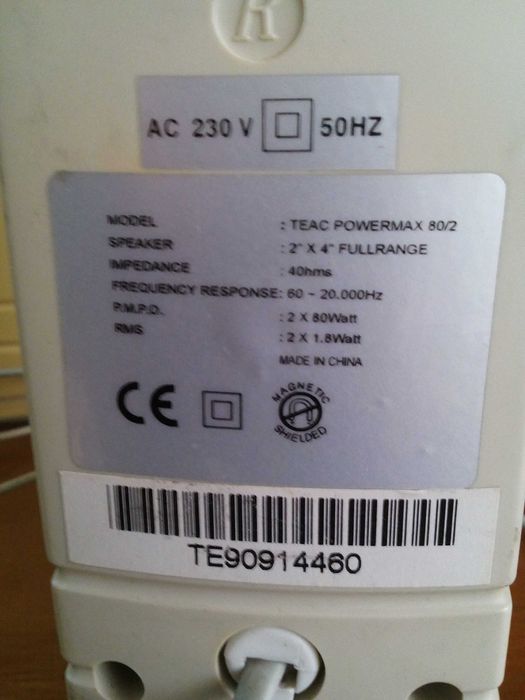 R
AC 230 V 50HZ
MODEL : TEAC POWERMAX 80/2
SPEAKER : 2" X 4" FULLRANGE
IMPEDANCE : 4Ohms
FREQUENCY RESPONSE: 60 ~ 20.000Hz
P.M.P.O. : 2 X 80Watt
RMS : 2 X 1.8Watt
MADE IN CHINA
CE
MAGNETIC
SHIELDED
TE90914460